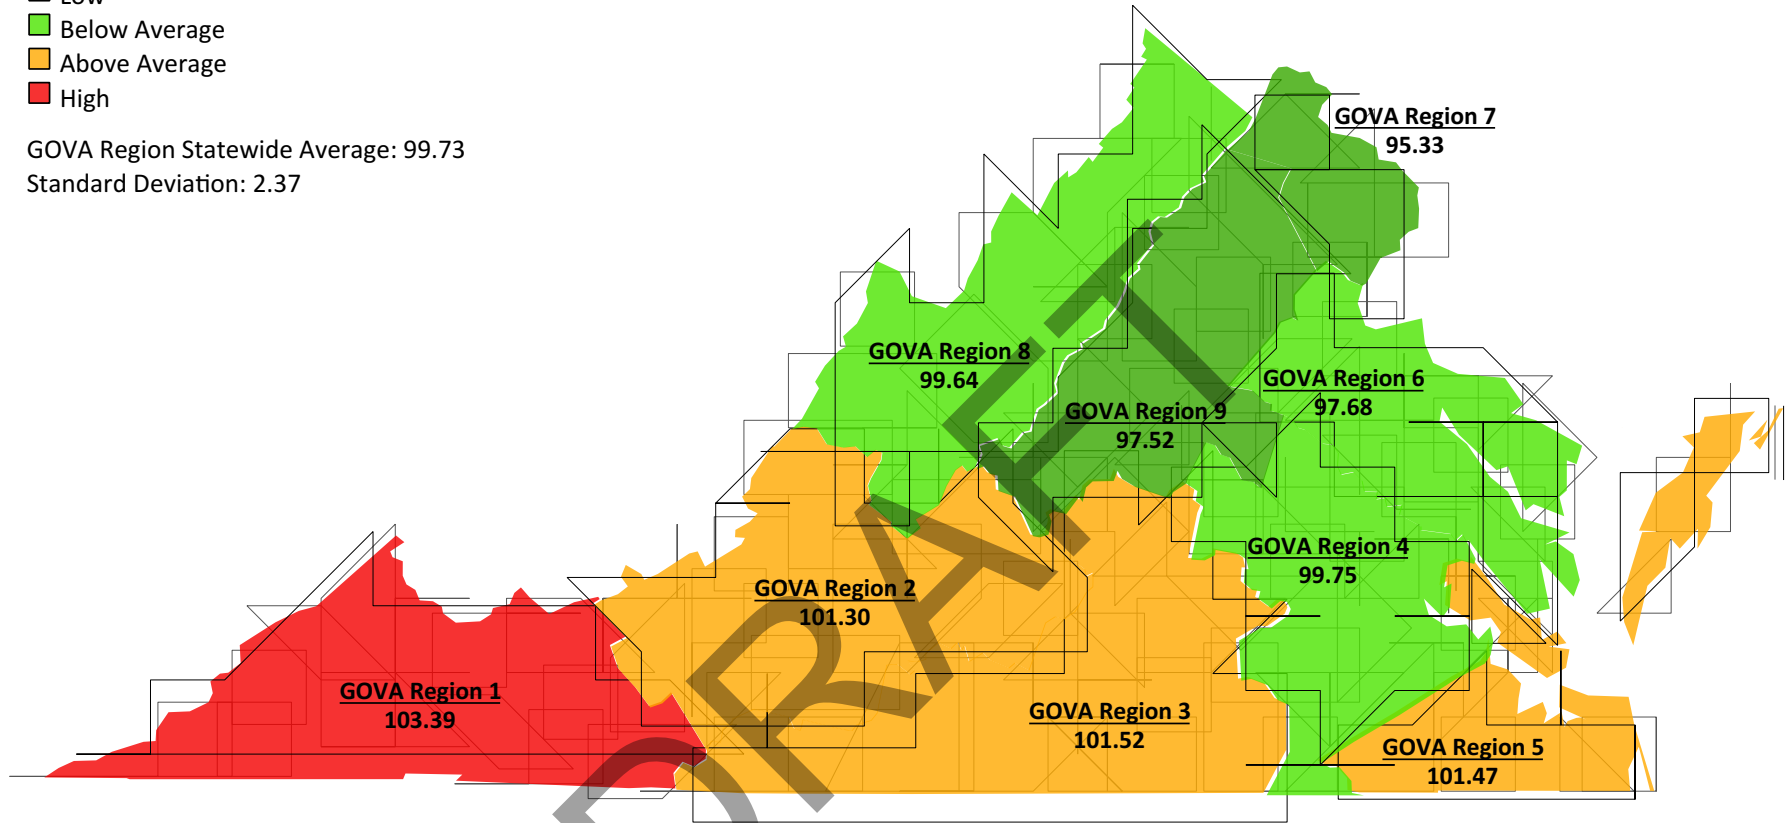 Low
Below Average
Above Average
High
GOVA Region Statewide Average: 99.73
Standard Deviation: 2.37
GOVA Region 7
95.33
GOVA Region 8
99.64
GOVA Region 6
97.68
GOVA Region 9
97.52
GOVA Region 4
99.75
GOVA Region 2
101.30
GOVA Region 1
103.39
GOVA Region 3
101.52
GOVA Region 5
101.47
DRAFT